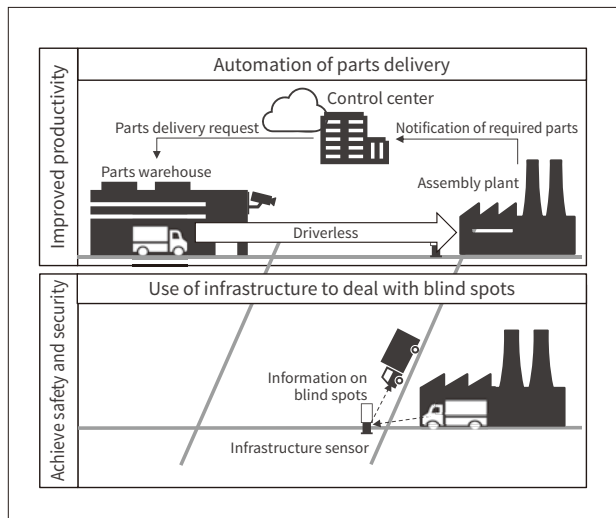 Improved productivity
Automation of parts delivery
Control center
Parts delivery request
Notification of required parts
Parts warehouse
Assembly plant
Driverless
Achieve safety and security
Use of infrastructure to deal with blind spots
Information on
blind spots
Infrastructure sensor